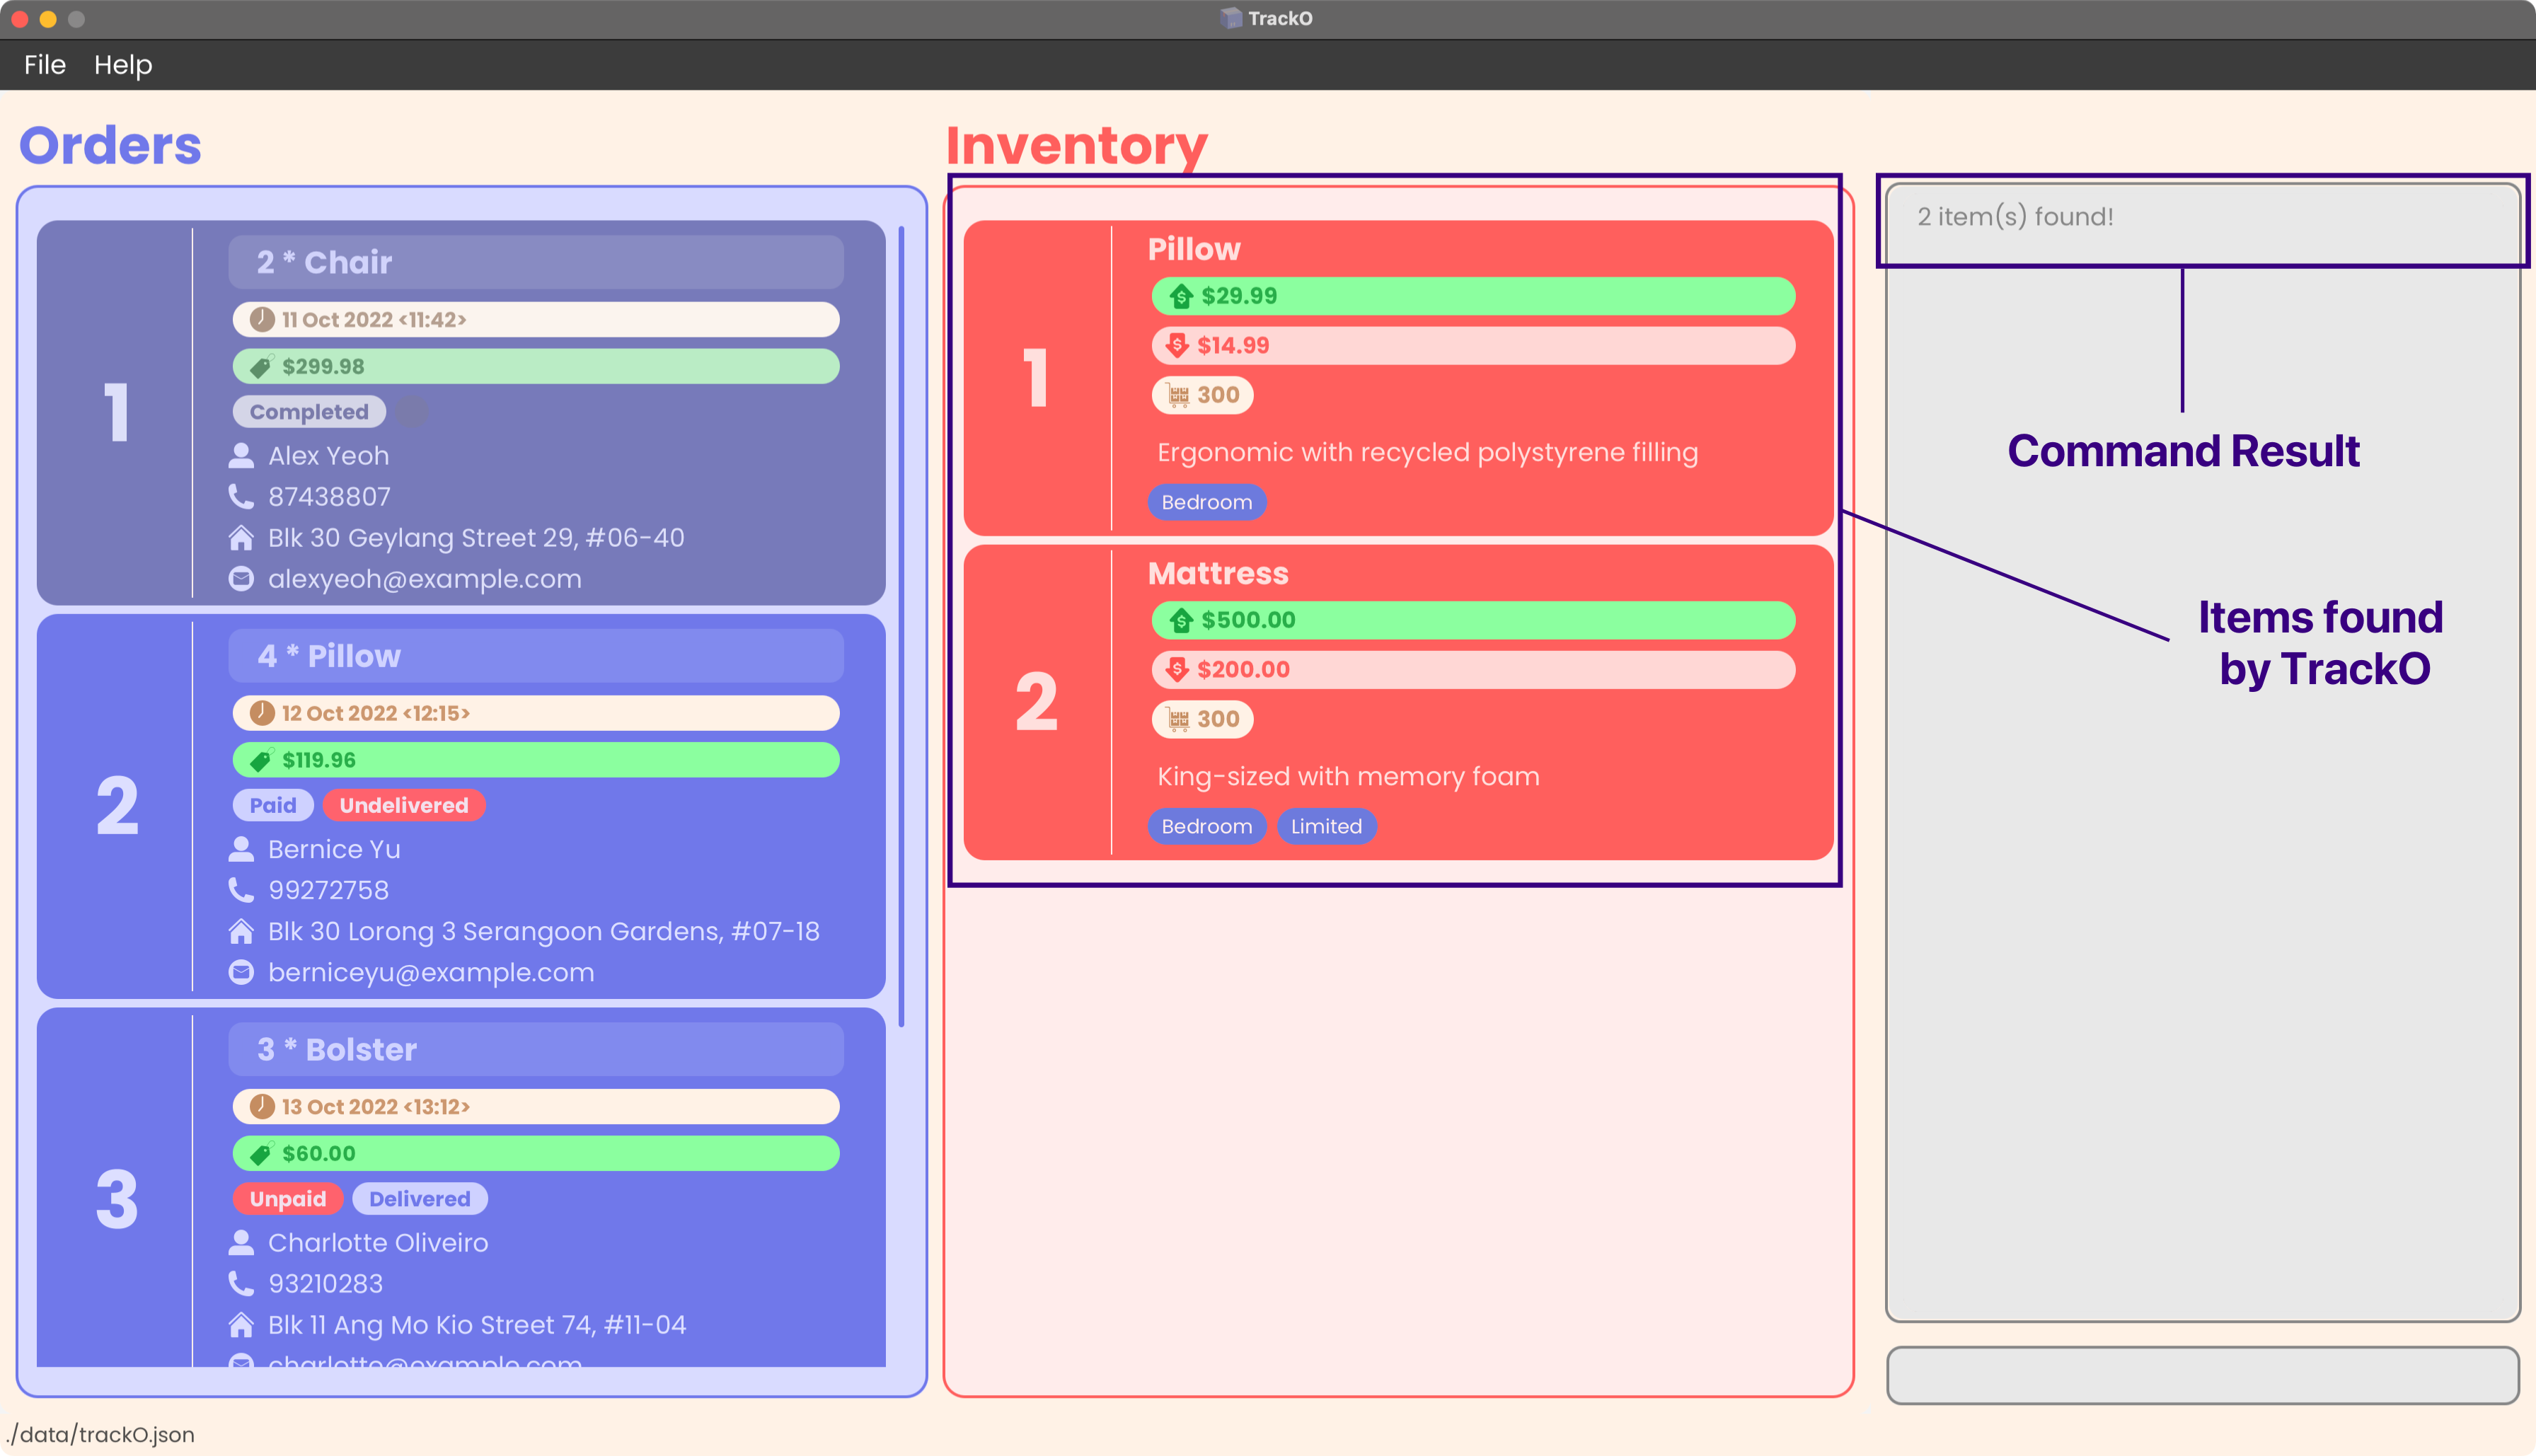 TrackO
File Help
Orders
2 * Chair
11 Oct 2022 <11:42>
$299.98
1
Completed
Alex Yeoh
87438807
Blk 30 Geylang Street 29, #06-40
alexyeoh@example.com
4 * Pillow
12 Oct 2022 <12:15>
$119.96
2
Paid Undelivered
Bernice Yu
99272758
Blk 30 Lorong 3 Serangoon Gardens, #07-18
berniceyu@example.com
3 * Bolster
13 Oct 2022 <13:12>
$60.00
3
Unpaid Delivered
Charlotte Oliveiro
93210283
Blk 11 Ang Mo Kio Street 74, #11-04
charlotte@example.com
Inventory
Pillow
$29.99
$14.99
1
300
Ergonomic with recycled polystyrene filling
Bedroom
Mattress
$500.00
$200.00
2
300
King-sized with memory foam
Bedroom Limited
2 item(s) found!
Command Result
Items found
by TrackO
./data/trackO.json